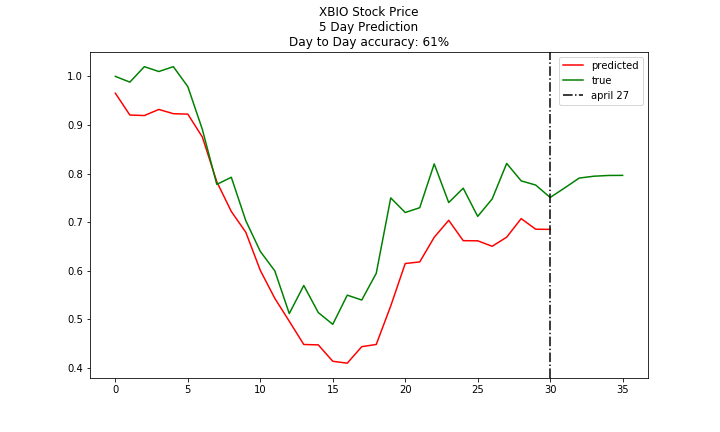 XBIO Stock Price
5 Day Prediction
Day to Day accuracy: 61%
predicted
true
april 27
1.0
0.9
0.8
0.7
0.6
0.5
0.4
0 5 10 15 20 25 30 35